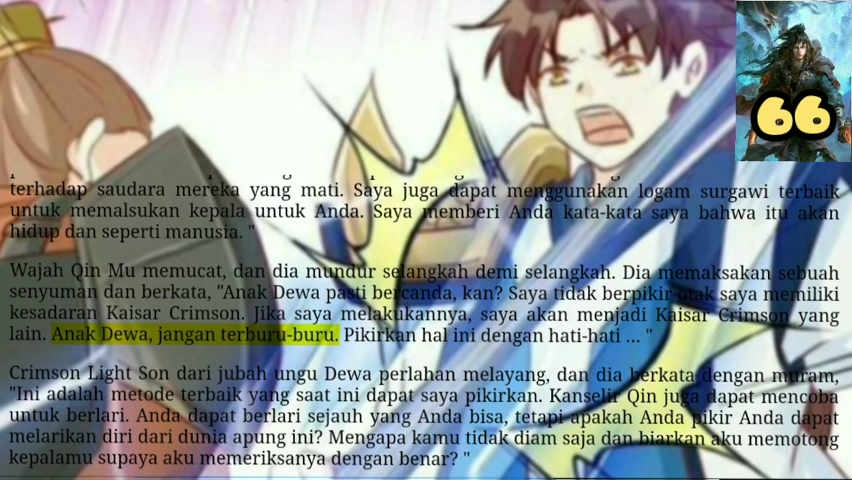 66
terhadap saudara mereka yang mati. Saya juga dapat menggunakan logam surgawi terbaik
untuk memalsukan kepala untuk Anda. Saya memberi Anda kata-kata saya bahwa itu akan
hidup dan seperti manusia. "
Wajah Qin Mu memucat, dan dia mundur selangkah demi selangkah. Dia memaksakan sebuah
senyuman dan berkata, "Anak Dewa pasti bercanda, kan? Saya tidak berpikir otak saya memiliki
kesadaran Kaisar Crimson. Jika saya melakukannya, saya akan menjadi Kaisar Crimson yang
lain. Anak Dewa, jangan terburu-buru. Pikirkan hal ini dengan hati-hati ... "
Crimson Light Son dari jubah ungu Dewa perlahan melayang, dan dia berkata dengan muram,
"Ini adalah metode terbaik yang saat ini dapat saya pikirkan. Kanselir Qin juga dapat mencoba
untuk berlari. Anda dapat berlari sejauh yang Anda bisa, tetapi apakah Anda pikir Anda dapat
melarikan diri dari dunia apung ini? Mengapa kamu tidak diam saja dan biarkan aku memotong
kepalamu supaya aku memeriksanya dengan benar? "